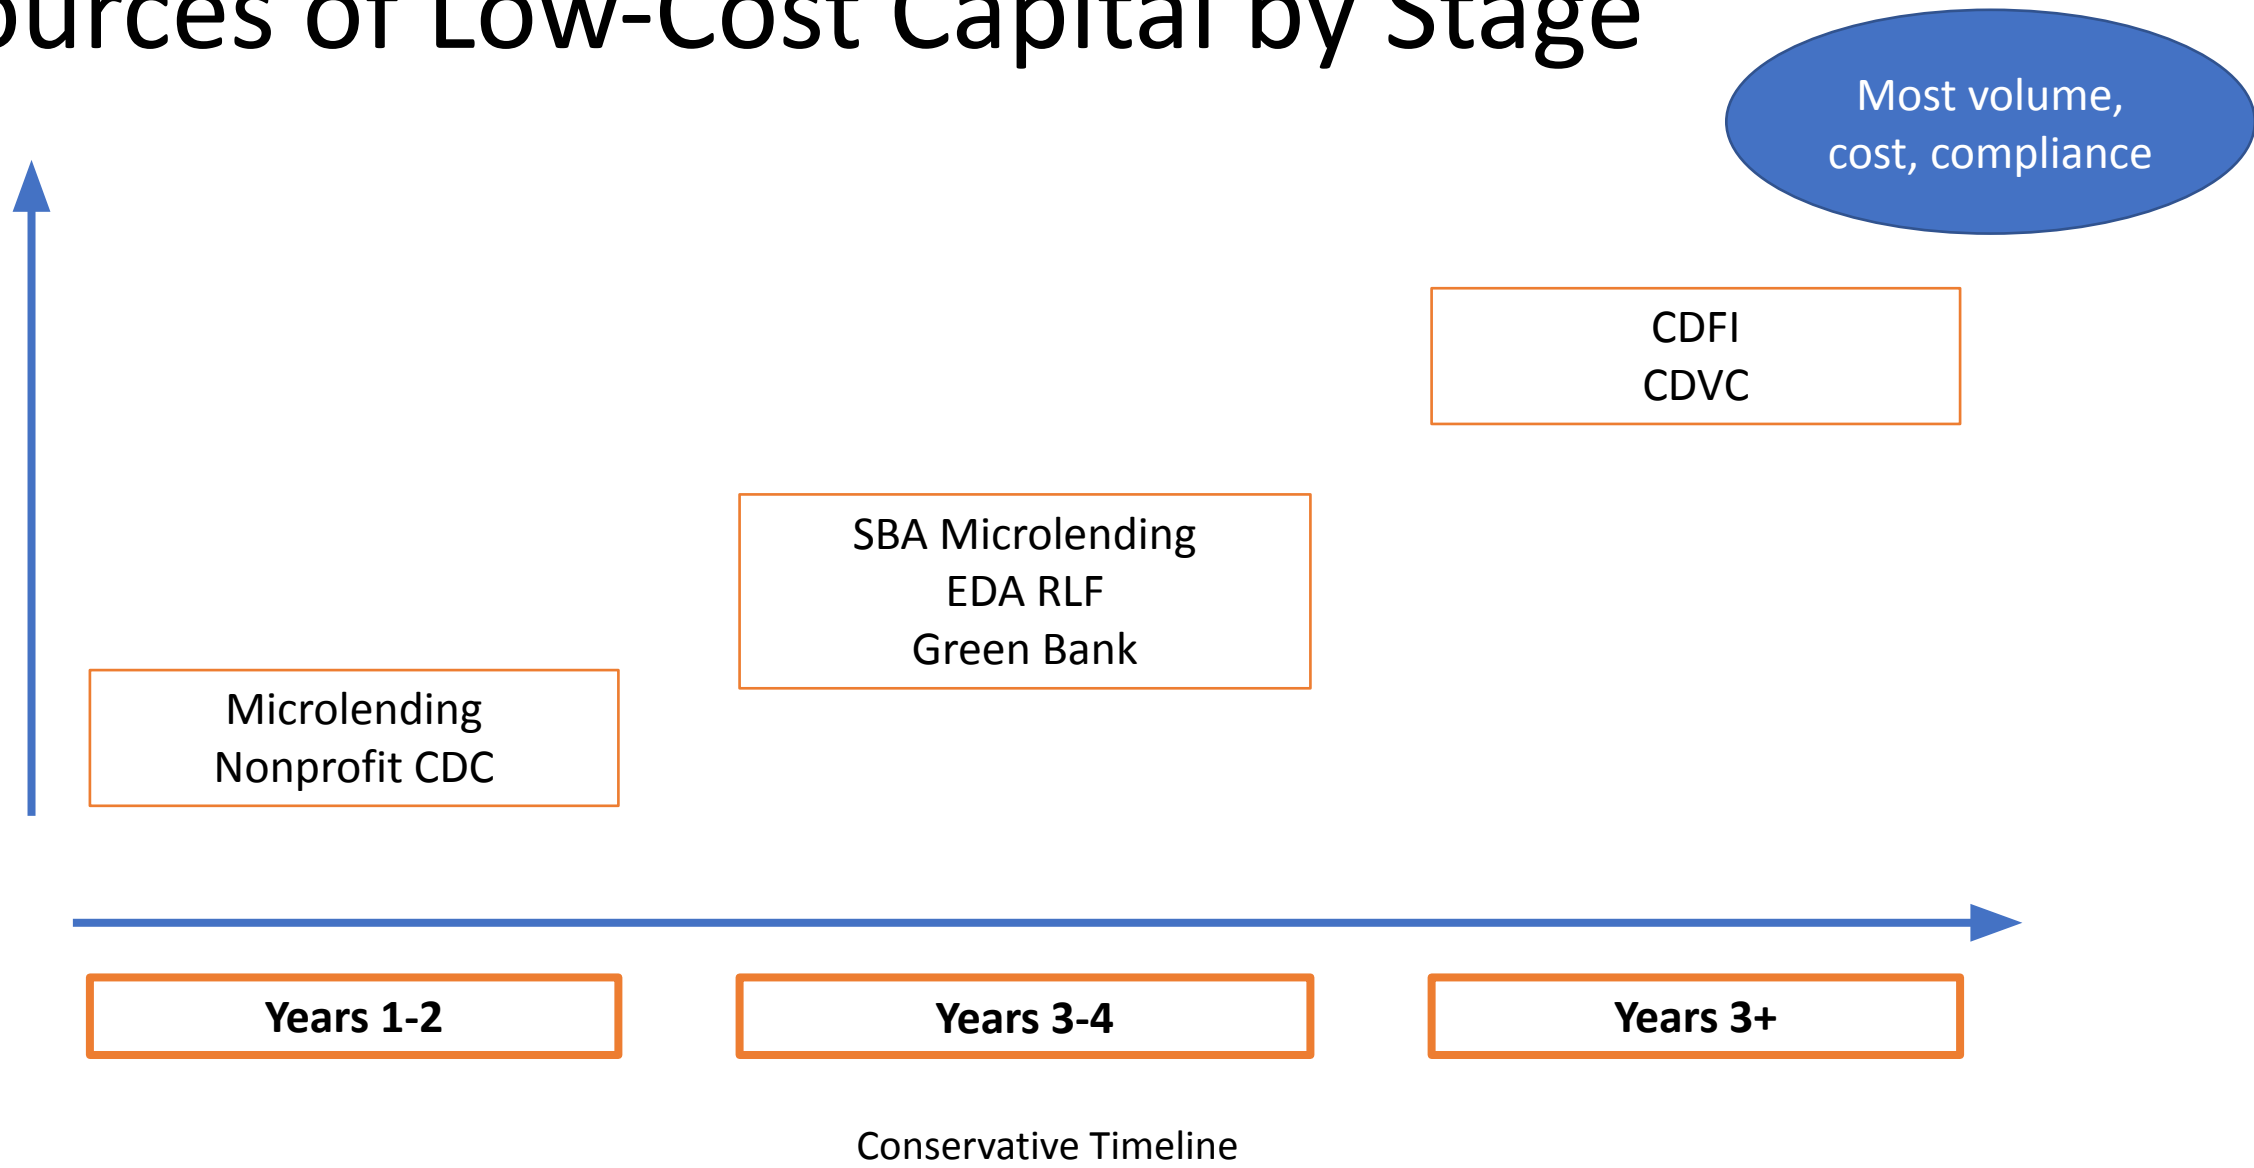 ources of Low-Cost Capital by Stage
Most volume,
cost, compliance
CDFI
CDVC
SBA Microlending
EDA RLF
Green Bank
Microlending
Nonprofit CDC
Years 1-2
Years 3-4
Years 3+
Conservative Timeline